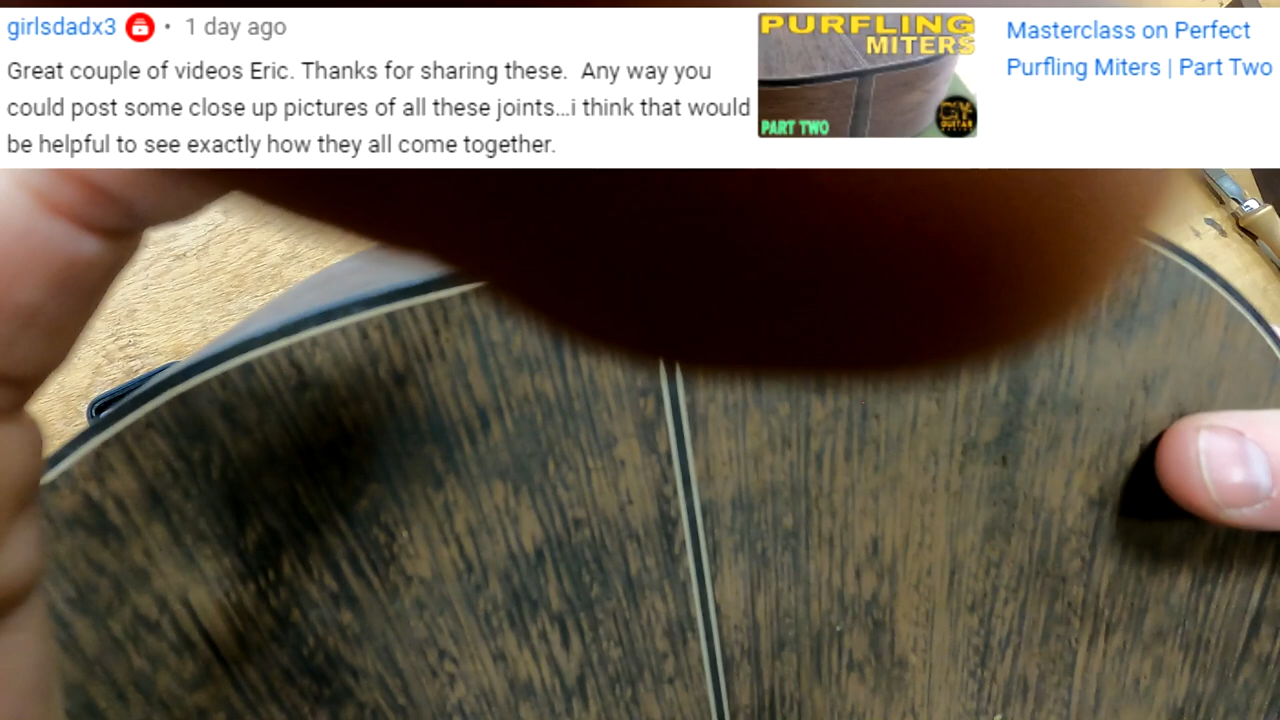 girlsdadx3 • 1 day ago
Great couple of videos Eric. Thanks for sharing these.  Any way you
could post some close up pictures of all these joints...i think that would
be helpful to see exactly how they all come together.
PURFLING
MITERS
PART TWO
Masterclass on Perfect
Purfling Miters | Part Two